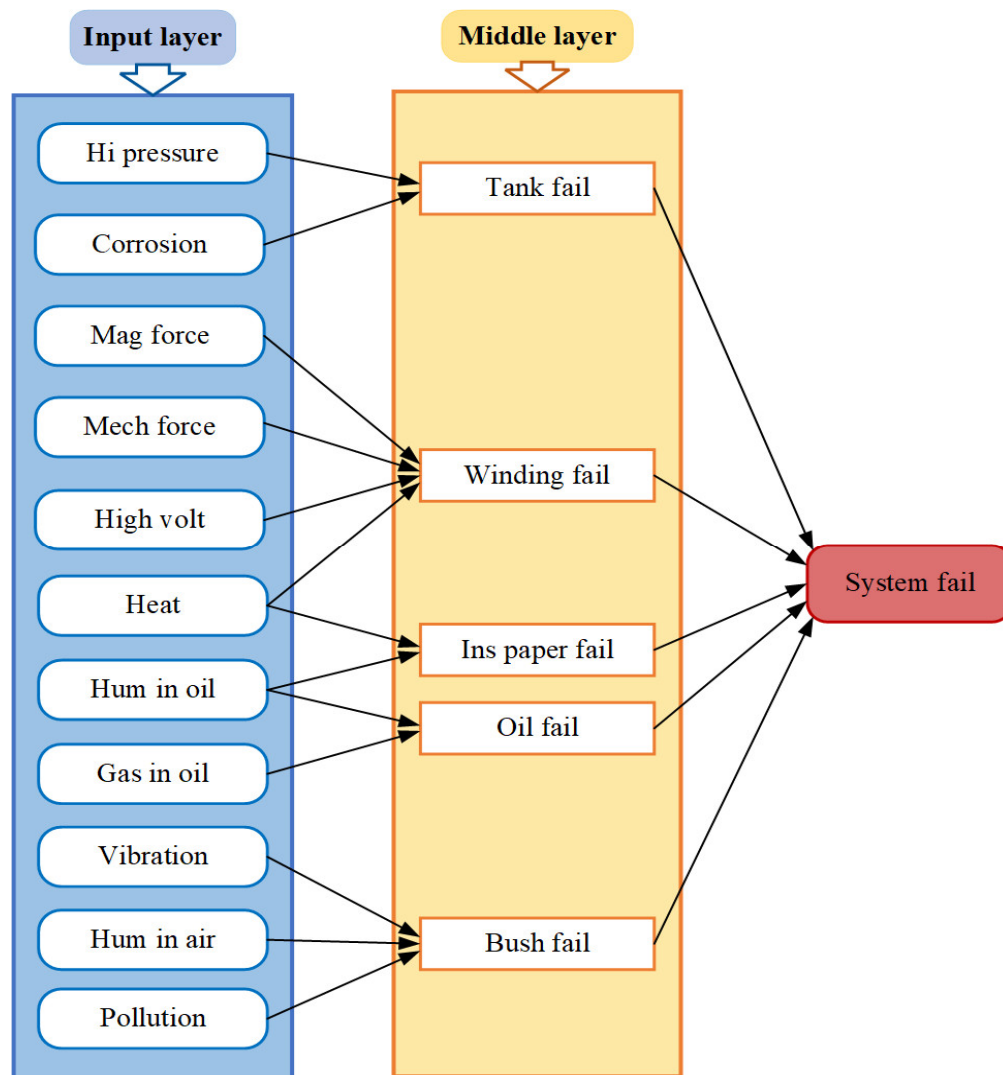 Input layer
Middle layer
Hi pressure
Corrosion
Mag force
Mech force
High volt
Heat
Hum in oil
Gas in oil
Vibration
Hum in air
Pollution
Tank fail
Winding fail
Ins paper fail
Oil fail
Bush fail
System fail